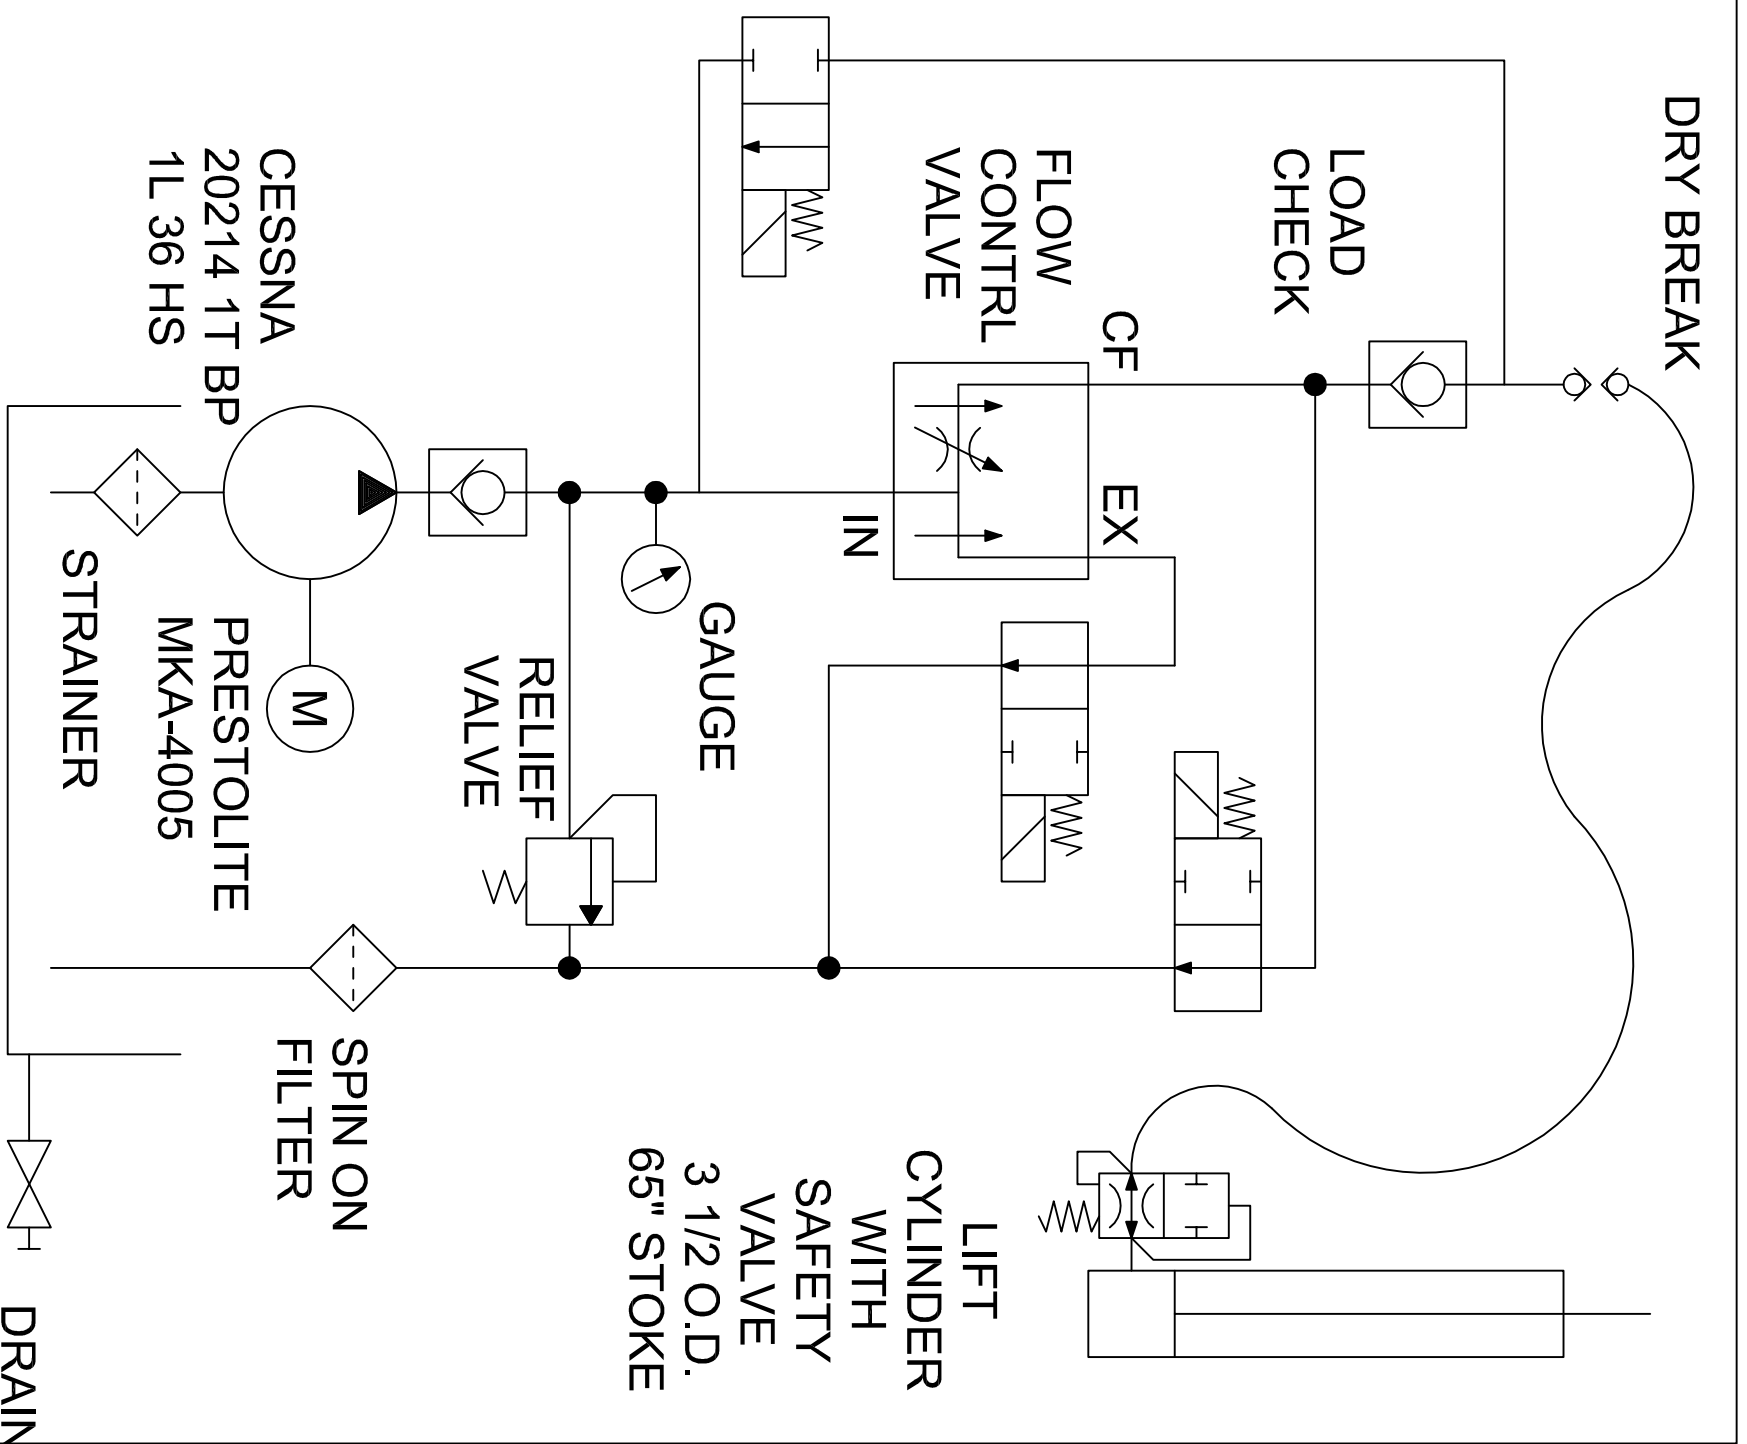 DRY BREAK
LOAD
CHECK
CF
EX
FLOW
CONTRL
VALVE
IN
GAUGE
RELIEF
VALVE
CESSNA
20214 1T BP
1L 36 HS
M
PRESTOLITE
MKA-4005
STRAINER
LIFT
CYLINDER
WITH
SAFETY
VALVE
3 1/2 O.D.
65" STOKE
SPIN ON
FILTER
DRAIN